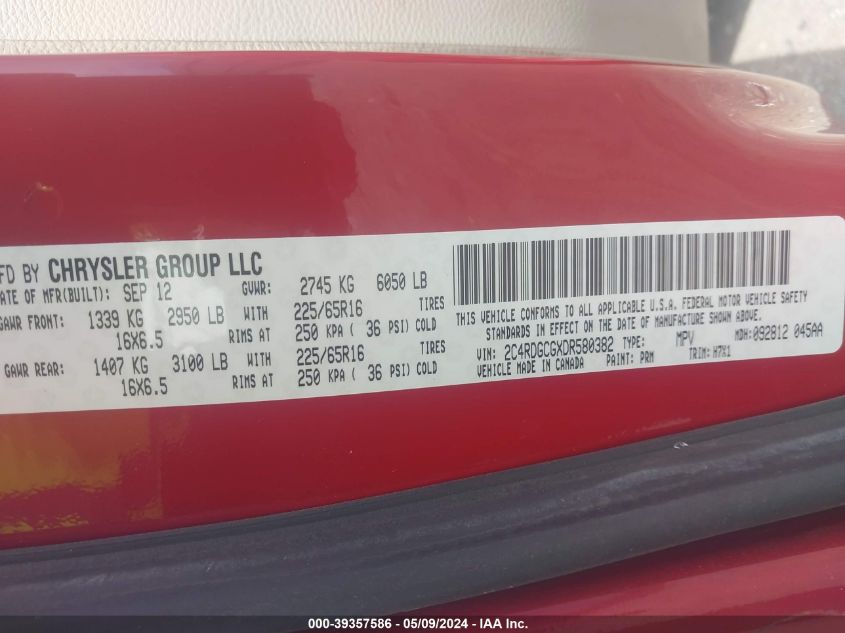 MFD BY CHRYSLER GROUP LLC
DATE OF MFR(BUILT): SEP 12 GVWR: 2745 KG 6050 LB
GAWR FRONT: 1339 KG 2950 LB WITH 225/65R16 TIRES
16X6.5 RIMS AT 250 KPA ( 36 PSI) COLD
GAWR REAR: 1407 KG 3100 LB WITH 225/65R16 TIRES
16X6.5 RIMS AT 250 KPA ( 36 PSI) COLD
THIS VEHICLE CONFORMS TO ALL APPLICABLE U.S.A. FEDERAL MOTOR VEHICLE SAFETY
STANDARDS IN EFFECT ON THE DATE OF MANUFACTURE SHOWN ABOVE.
VIN: 2C4RDGCGXDR580382 TYPE: MPV MDH: 092812 045AA
VEHICLE MADE IN CANADA PAINT: PRM TRIM: H7X1
000-39357586 - 05/09/2024 - IAA Inc.